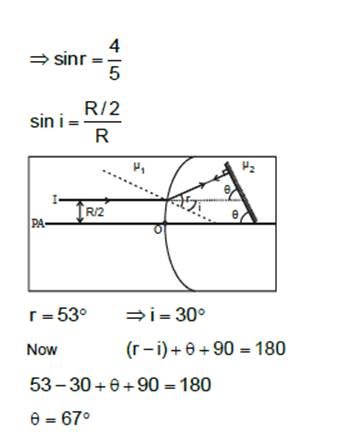 ⇒ sinr = 4/5
sin i = (R/2)/R
μ₁ μ₂
I θ r i
R/2 θ
PA O
r = 53° ⇒ i = 30°
Now (r − i) + θ + 90 = 180
53 − 30 + θ + 90 = 180
θ = 67°